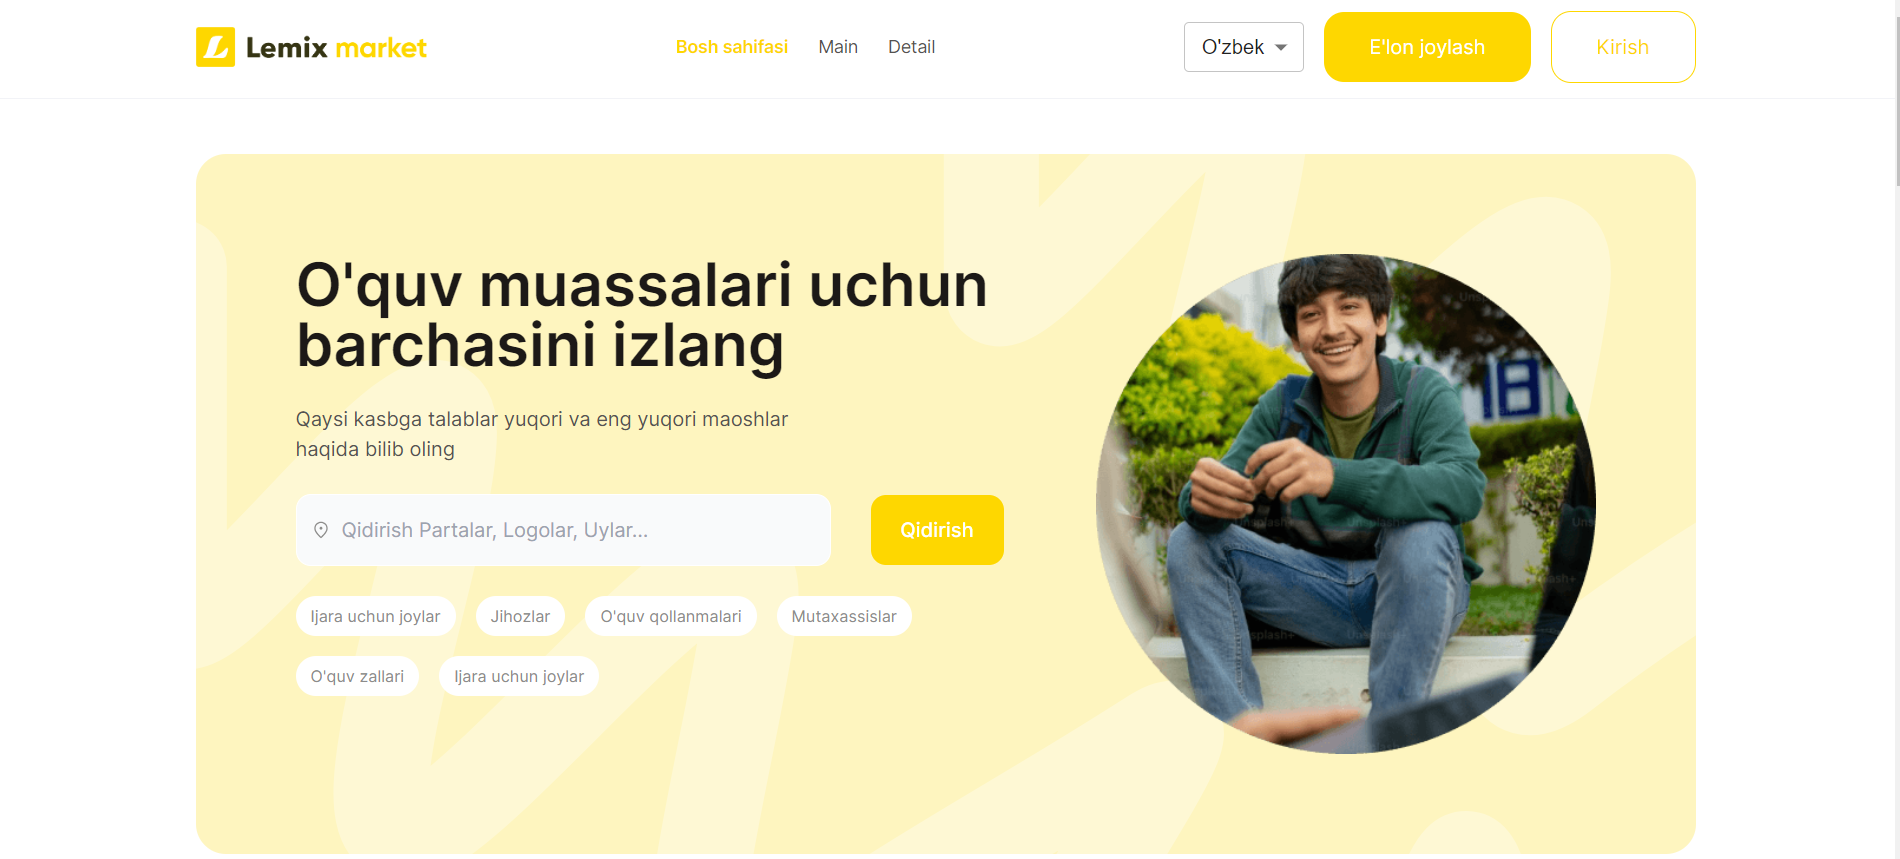 Lemix market
Bosh sahifasi
Main
Detail
O'zbek
E'lon joylash
Kirish
O'quv muassalari uchun
barchasini izlang
Qaysi kasbga talablar yuqori va eng yuqori maoshlar
haqida bilib oling
Qidirish Partalar, Logolar, Uylar...
Qidirish
Ijara uchun joylar
Jihozlar
O'quv qollanmalari
Mutaxassislar
O'quv zallari
Ijara uchun joylar
18
Unsplash+